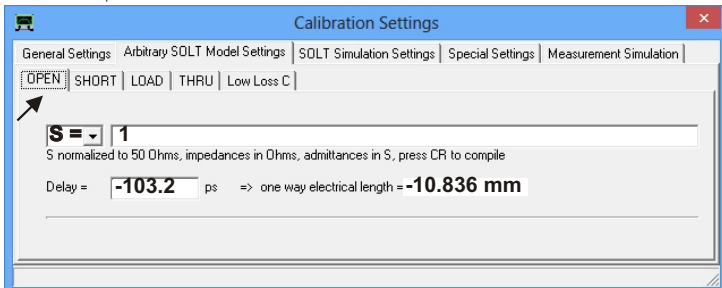 Calibration Settings
General Settings Arbitrary SOLT Model Settings SOLT Simulation Settings Special Settings Measurement Simulation
OPEN SHORT LOAD THRU Low Loss C
S = 1
S normalized to 50 Ohms, impedances in Ohms, admittances in S, press CR to compile
Delay = -103.2 ps => one way electrical length = -10.836 mm